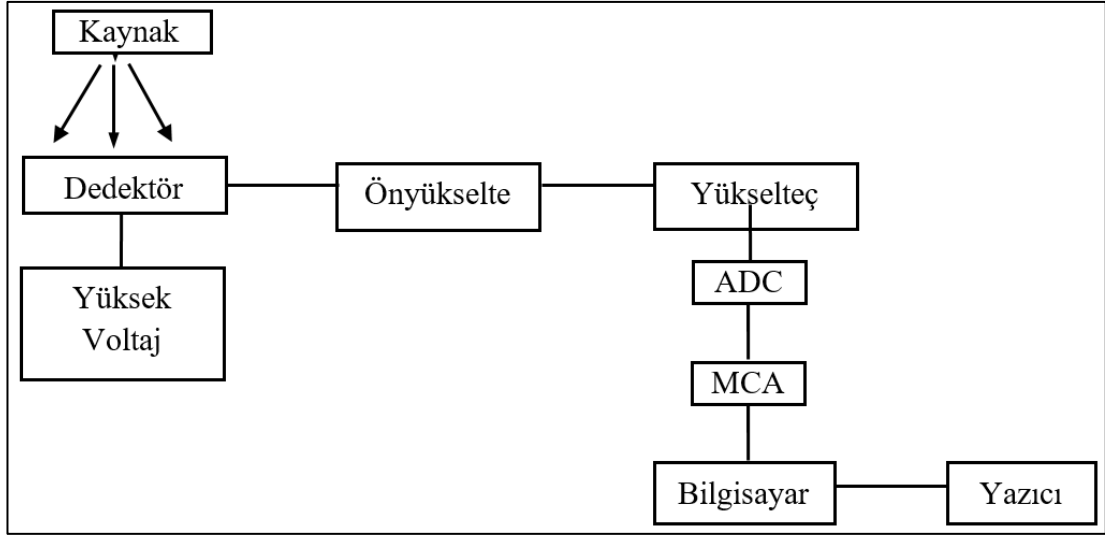 Kaynak
Dedektör
Önyükselte
Yükselteç
Yüksek
Voltaj
ADC
MCA
Bilgisayar
Yazıcı